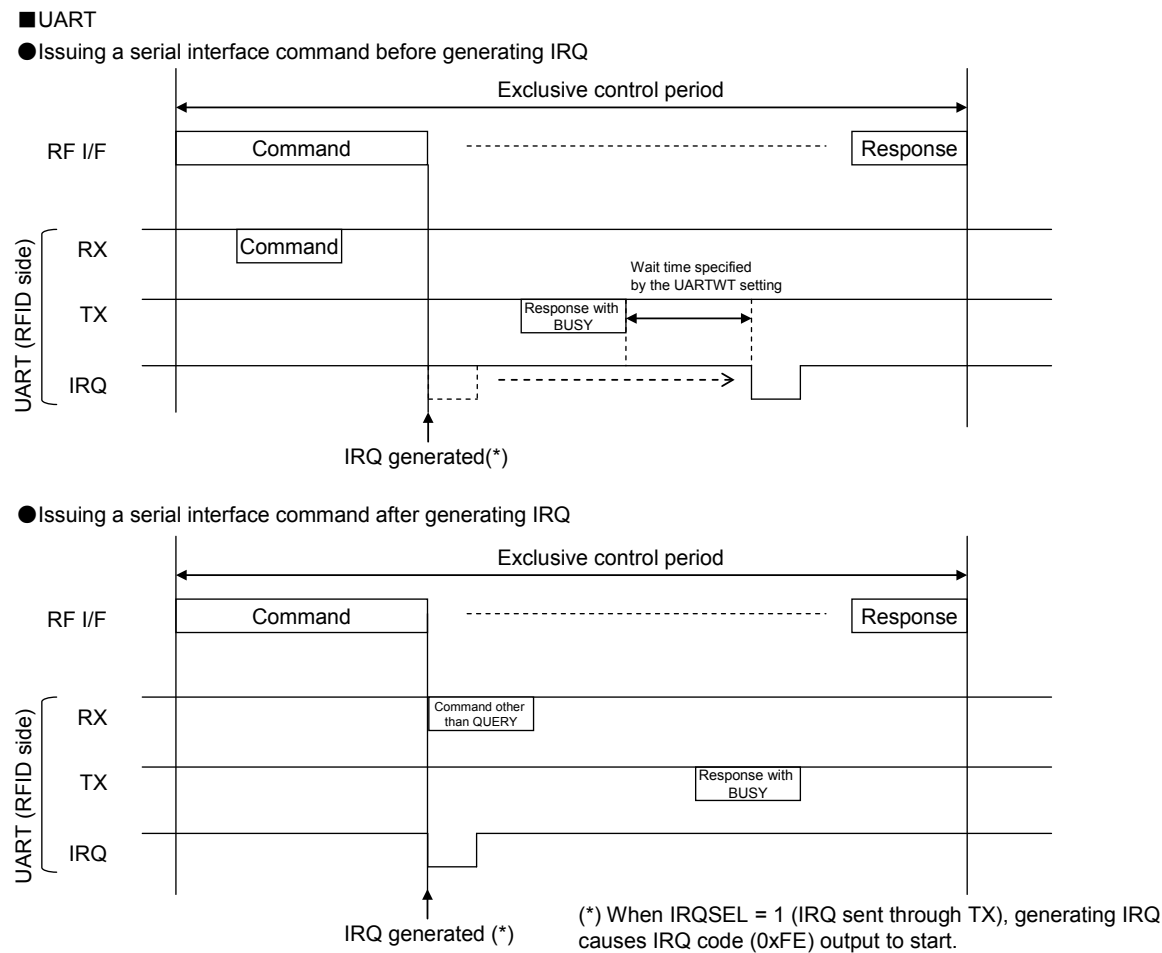 ■UART
●Issuing a serial interface command before generating IRQ
Exclusive control period
RF I/F
Command
Response
UART (RFID side)
RX
Command
Wait time specified
by the UARTWT setting
TX
Response with
BUSY
IRQ
IRQ generated(*)
●Issuing a serial interface command after generating IRQ
Exclusive control period
RF I/F
Command
Response
UART (RFID side)
RX
Command other
than QUERY
TX
Response with
BUSY
IRQ
IRQ generated (*)
(*) When IRQSEL = 1 (IRQ sent through TX), generating IRQ
causes IRQ code (0xFE) output to start.